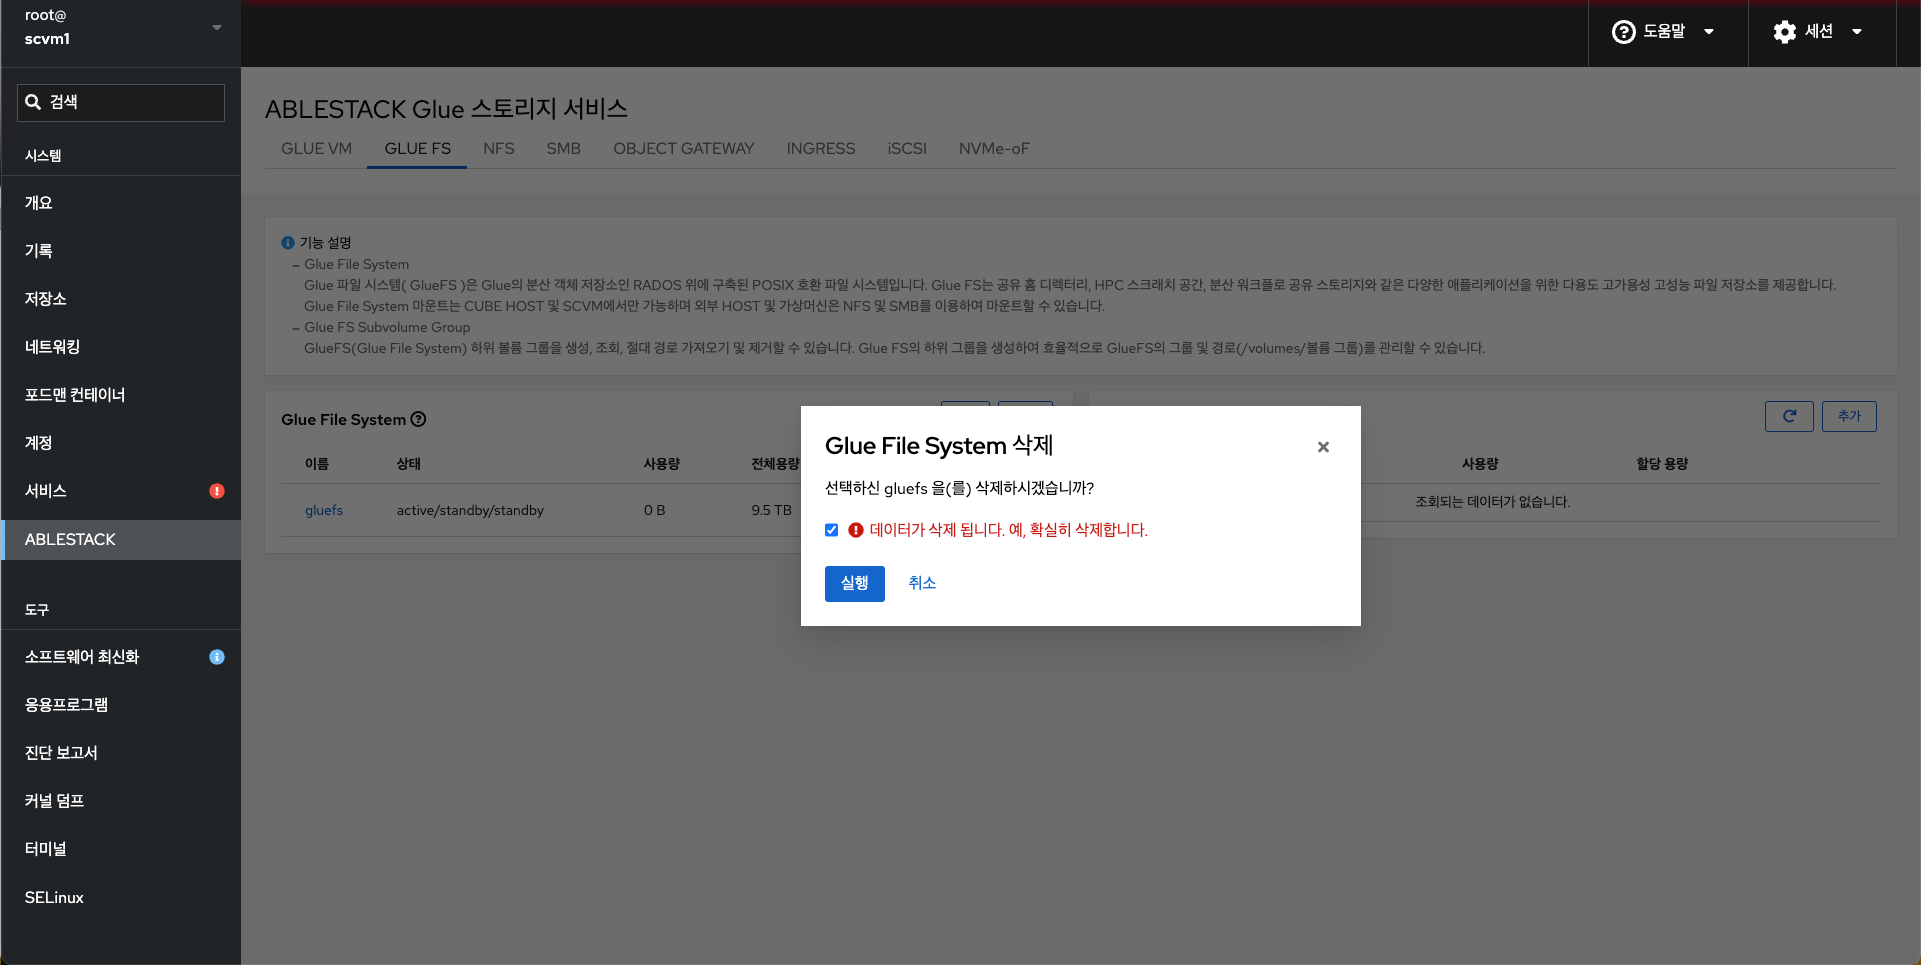 root@
scvm1
도움말
세션
검색
시스템
개요
기록
저장소
네트워킹
포드맨 컨테이너
계정
서비스
ABLESTACK
도구
소프트웨어 최신화
응용프로그램
진단 보고서
커널 덤프
터미널
SELinux
ABLESTACK Glue 스토리지 서비스
GLUE VM GLUE FS NFS SMB OBJECT GATEWAY INGRESS iSCSI NVMe-oF
기능 설명
– Glue File System
Glue 파일 시스템( GlueFS )은 Glue의 분산 객체 저장소인 RADOS 위에 구축된 POSIX 호환 파일 시스템입니다. Glue FS는 공유 홈 디렉터리, HPC 스크래치 공간, 분산 워크플로 공유 스토리지와 같은 다양한 애플리케이션을 위한 다용도 고가용성 고성능 파일 저장소를 제공합니다.
Glue File System 마운트는 CUBE HOST 및 SCVM에서만 가능하며 외부 HOST 및 가상머신은 NFS 및 SMB를 이용하여 마운트할 수 있습니다.
– Glue FS Subvolume Group
GlueFS(Glue File System) 하위 볼륨 그룹을 생성, 조회, 절대 경로 가져오기 및 제거할 수 있습니다. Glue FS의 하위 그룹을 생성하여 효율적으로 GlueFS의 그룹 및 경로(/volumes/볼륨 그룹)를 관리할 수 있습니다.
Glue File System
이름 상태 사용량 전체용량
gluefs active/standby/standby 0 B 9.5 TB
추가
사용량 할당 용량
조회되는 데이터가 없습니다.
Glue File System 삭제
선택하신 gluefs 을(를) 삭제하시겠습니까?
데이터가 삭제 됩니다. 예, 확실히 삭제합니다.
실행 취소